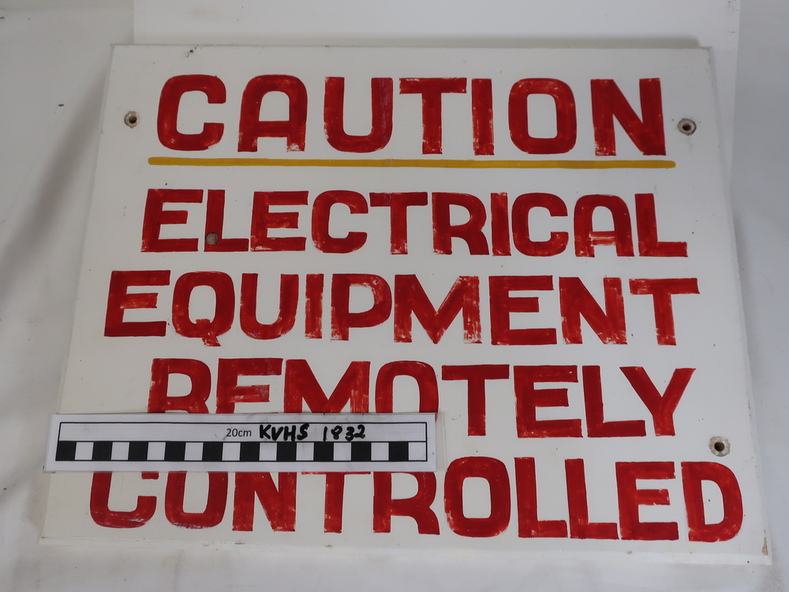 CAUTION
ELECTRICAL
EQUIPMENT
REMOTELY
20cm KVHS 1832
CONTROLLED